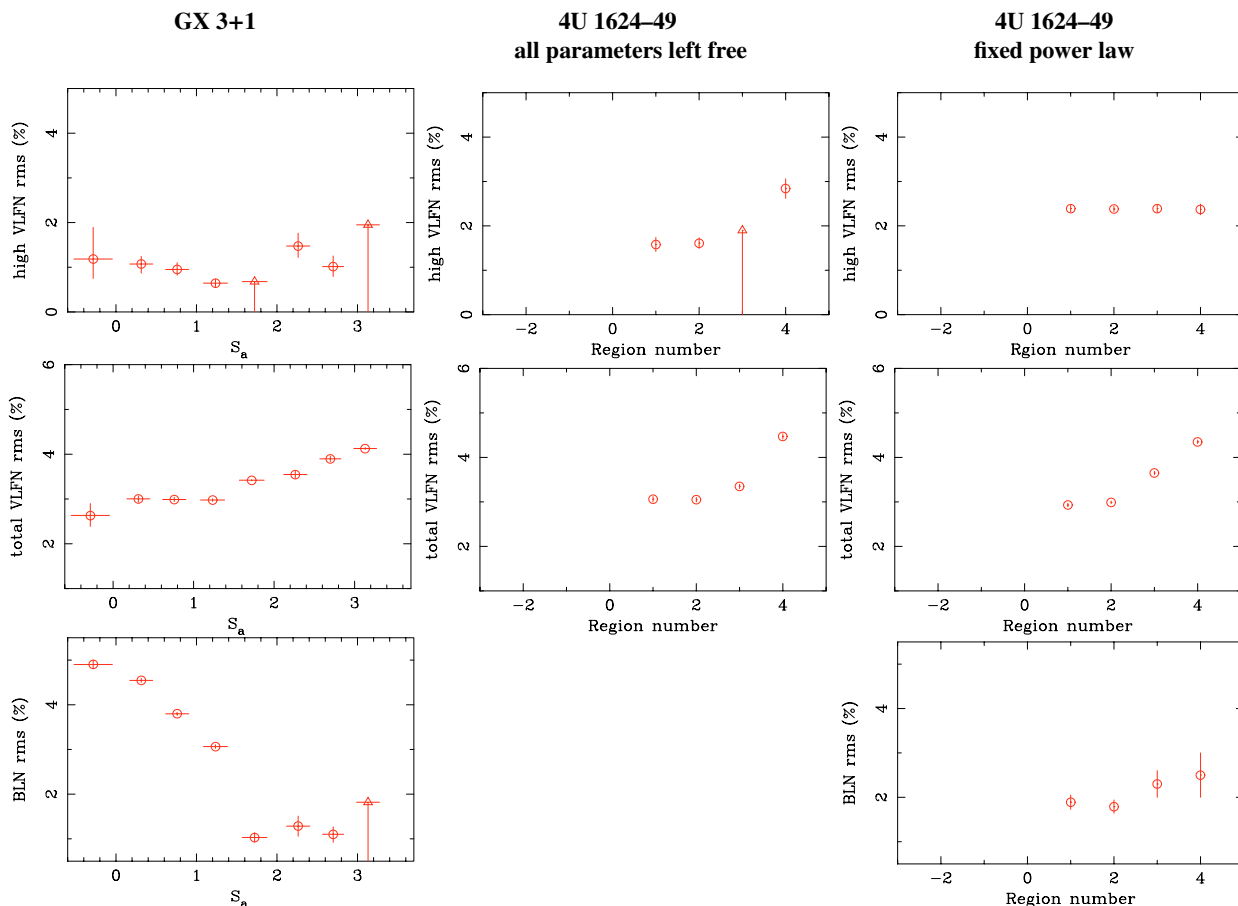 GX 3+1
4U 1624–49
all parameters left free
4U 1624–49
fixed power law
high VLFN rms (%)
0
2
4
0
1
2
3
S_a
high VLFN rms (%)
0
2
4
−2
0
2
4
Region number
high VLFN rms (%)
0
2
4
−2
0
2
4
Rgion number
total VLFN rms (%)
2
4
6
0
1
2
3
S_a
total VLFN rms (%)
2
4
6
−2
0
2
4
Region number
total VLFN rms (%)
2
4
6
−2
0
2
4
Region number
BLN rms (%)
2
4
0
1
2
3
S_a
BLN rms (%)
2
4
−2
0
2
4
Region number